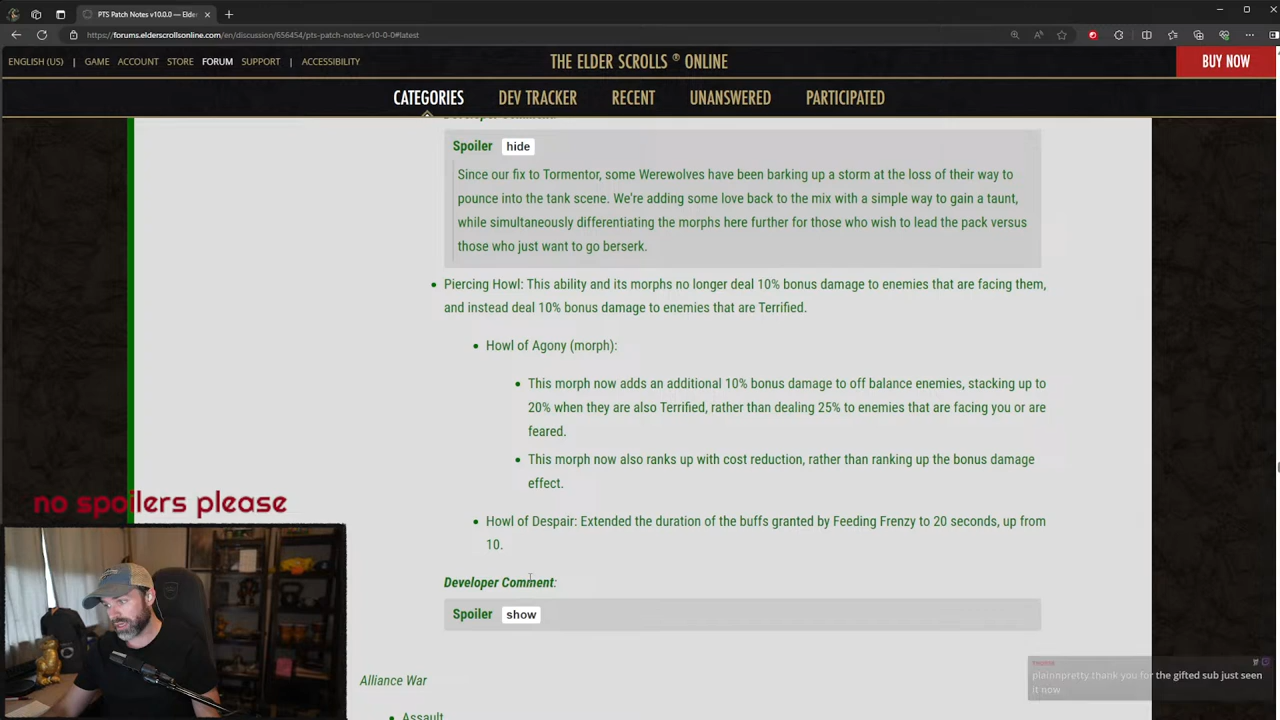 PTS Patch Notes v10.0.0 — Elder
https://forums.elderscrollsonline.com/en/discussion/656454/pts-patch-notes-v10-0-0#latest
ENGLISH (US) | GAME ACCOUNT STORE FORUM SUPPORT | ACCESSIBILITY
THE ELDER SCROLLS ® ONLINE
BUY NOW
CATEGORIES DEV TRACKER RECENT UNANSWERED PARTICIPATED
Spoiler hide
Since our fix to Tormentor, some Werewolves have been barking up a storm at the loss of their way to
pounce into the tank scene. We're adding some love back to the mix with a simple way to gain a taunt,
while simultaneously differentiating the morphs here further for those who wish to lead the pack versus
those who just want to go berserk.
• Piercing Howl: This ability and its morphs no longer deal 10% bonus damage to enemies that are facing them,
and instead deal 10% bonus damage to enemies that are Terrified.
• Howl of Agony (morph):
• This morph now adds an additional 10% bonus damage to off balance enemies, stacking up to
20% when they are also Terrified, rather than dealing 25% to enemies that are facing you or are
feared.
• This morph now also ranks up with cost reduction, rather than ranking up the bonus damage
effect.
no spoilers please
• Howl of Despair: Extended the duration of the buffs granted by Feeding Frenzy to 20 seconds, up from
10.
Developer Comment:
Spoiler show
plainnpretty thank you for the gifted sub just seen
it now
Alliance War
• Assault